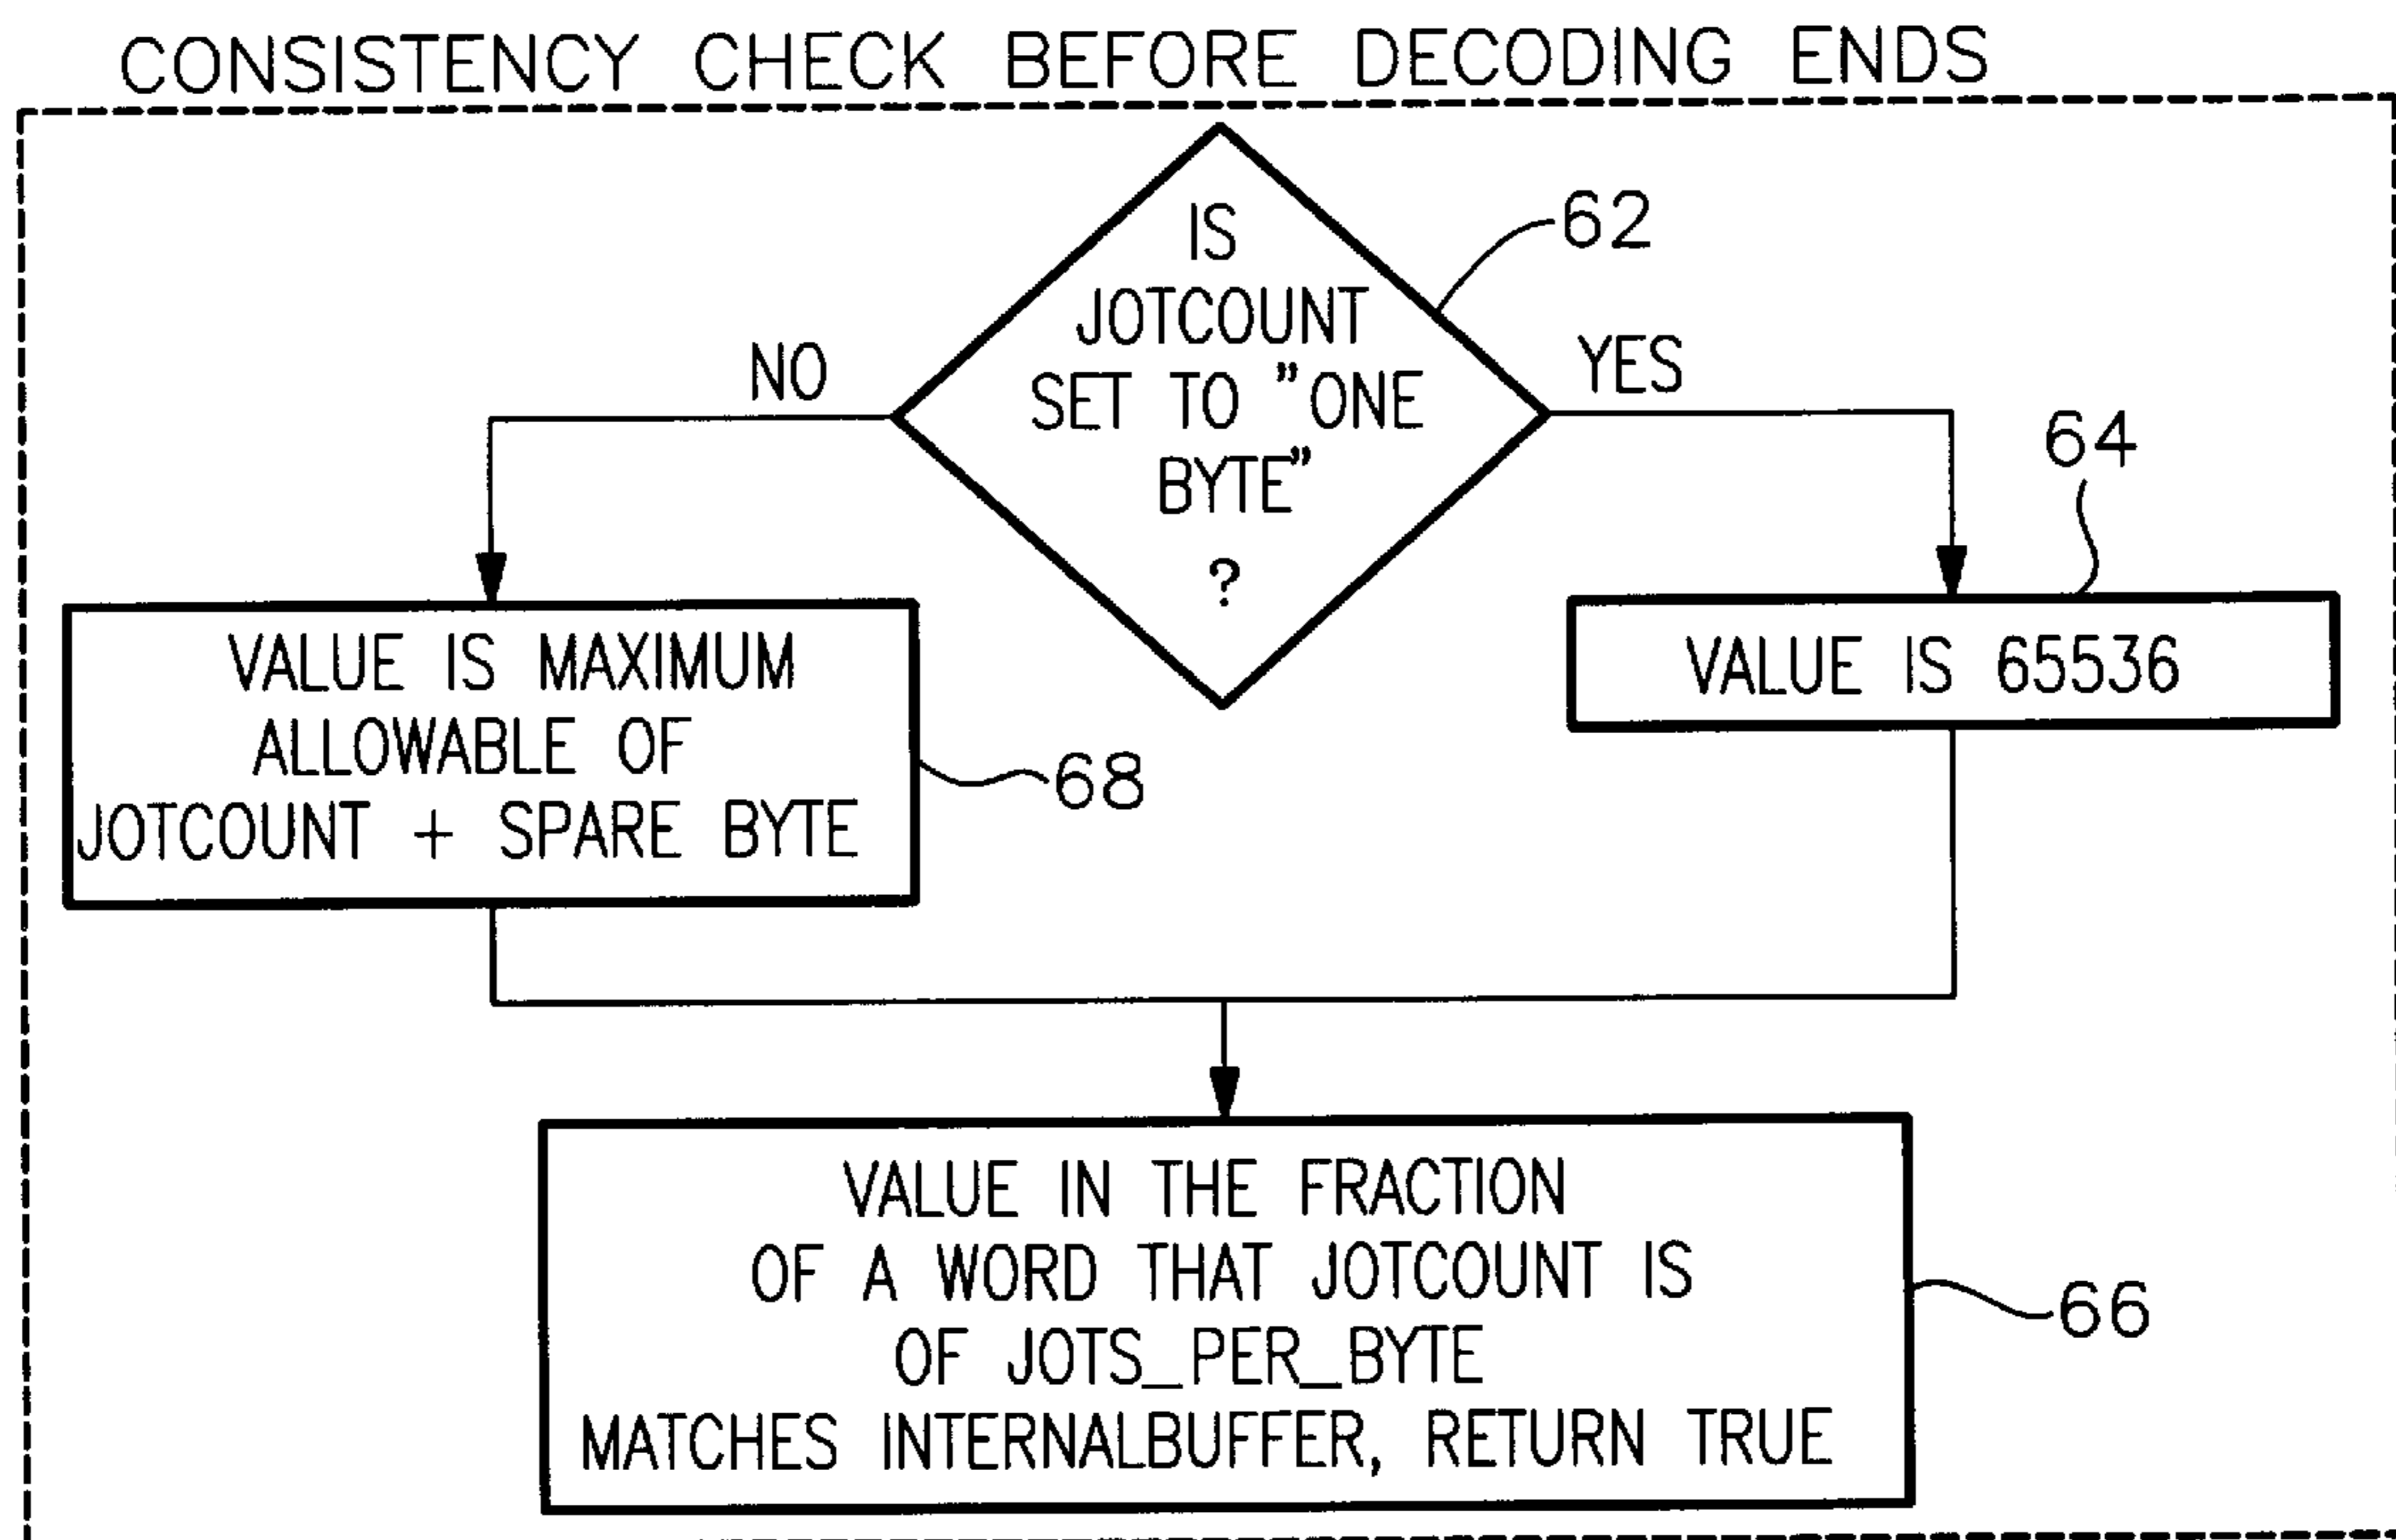 CONSISTENCY CHECK BEFORE DECODING ENDS
IS
JOTCOUNT
SET TO "ONE
BYTE"
?
62
NO
YES
64
VALUE IS MAXIMUM
ALLOWABLE OF
JOTCOUNT + SPARE BYTE
68
VALUE IS 65536
VALUE IN THE FRACTION
OF A WORD THAT JOTCOUNT IS
OF JOTS_PER_BYTE
MATCHES INTERNALBUFFER, RETURN TRUE
66